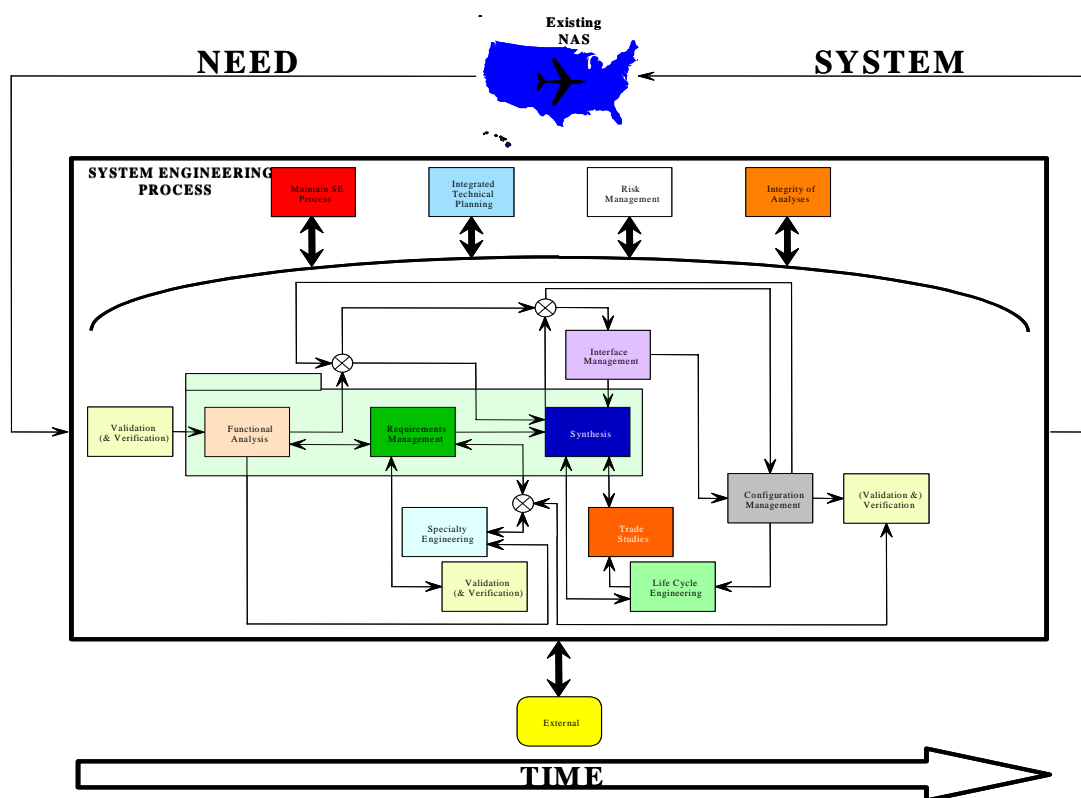 Existing
NAS
NEED
SYSTEM
SYSTEM ENGINEERING
PROCESS
Maintain SE
Process
Integrated
Technical
Planning
Risk
Management
Integrity of
Analyses
Interface
Management
Validation
(& Verification)
Functional
Analysis
Requirements
Management
Synthesis
Configuration
Management
(Validation &)
Verification
Specialty
Engineering
Trade
Studies
Validation
(& Verification)
Life Cycle
Engineering
External
TIME